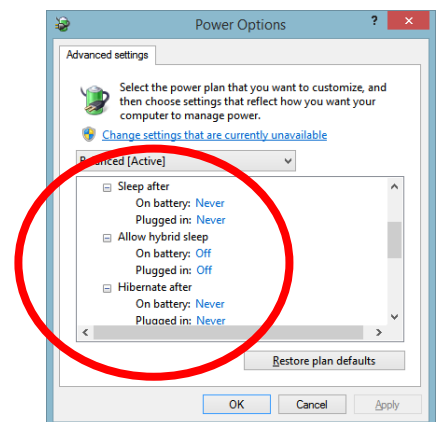 Power Options
?
x
Advanced settings
Select the power plan that you want to customize, and
then choose settings that reflect how you want your
computer to manage power.
Change settings that are currently unavailable
Balanced [Active]
Sleep after
On battery: Never
Plugged in: Never
Allow hybrid sleep
On battery: Off
Plugged in: Off
Hibernate after
On battery: Never
Plugged in: Never
Restore plan defaults
OK
Cancel
Apply